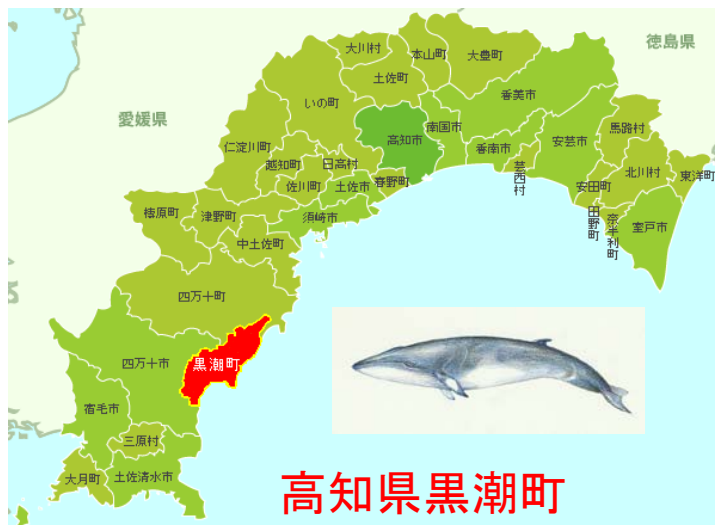 徳島県
大川村
本山町
大豊町
土佐町
いの町
香美市
愛媛県
高知市
南国市
馬路村
仁淀川町
香南市
安芸市
越知町
日高村
北川村
東洋町
佐川町
土佐市
春野町
芸西村
安田町
梼原町
津野町
須崎市
田野町
奈半利町
室戸市
中土佐町
四万十町
四万十市
黒潮町
宿毛市
三原村
大月町
土佐清水市
高知県黒潮町